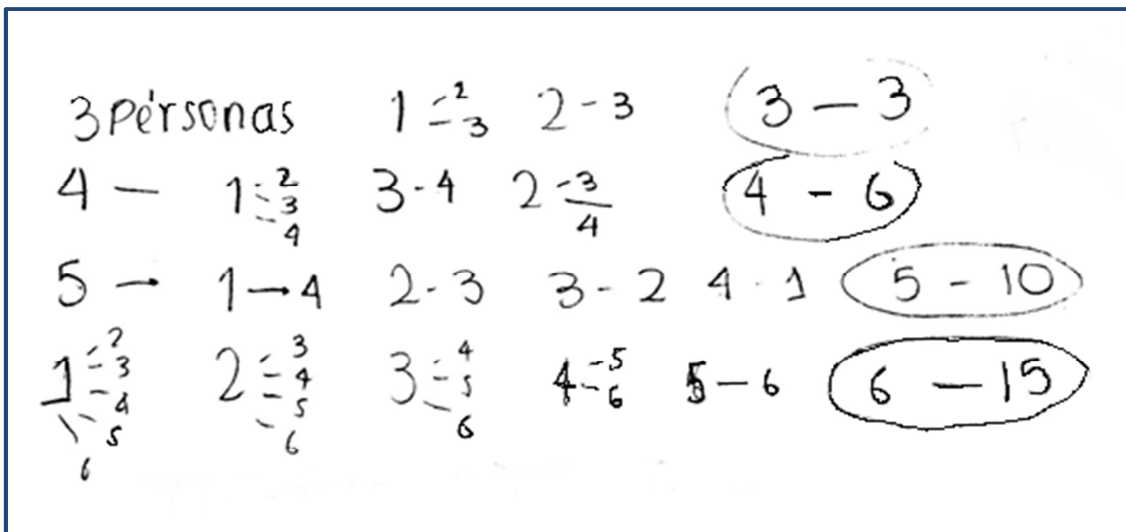 3 personas 1 - 2 - 3 2 - 3 3 - 3
4 - 1 - 2 - 3 - 4 3 - 4 2 - 3 4 4 - 6
5 - 1 - 4 2 - 3 3 - 2 4 - 1 5 - 10
1 - 2 - 3 - 4 - 5 6 2 - 3 - 4 - 5 - 6 3 - 4 - 5 - 6 4 - 5 - 6 5 - 6 6 - 15